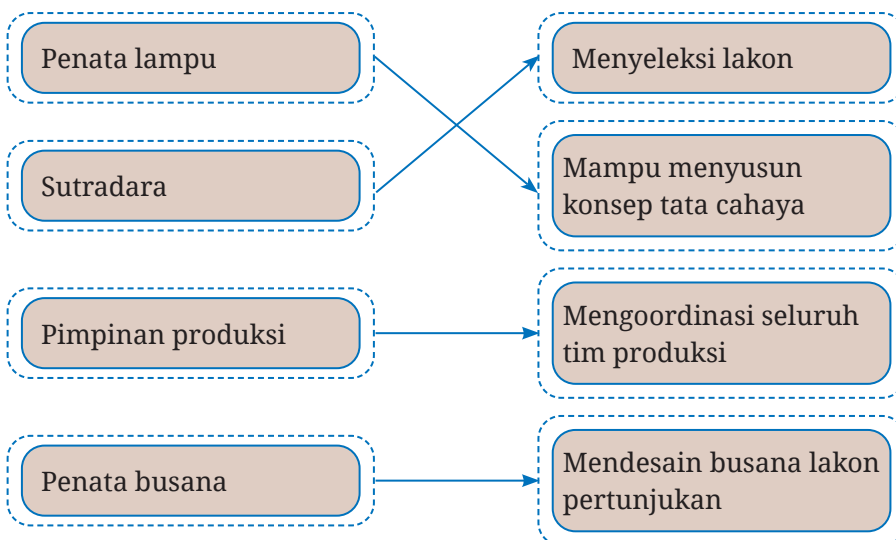 Penata lampu
Menyeleksi lakon
Sutradara
Mampu menyusun
konsep tata cahaya
Pimpinan produksi
Mengoordinasi seluruh
tim produksi
Penata busana
Mendesain busana lakon
pertunjukan